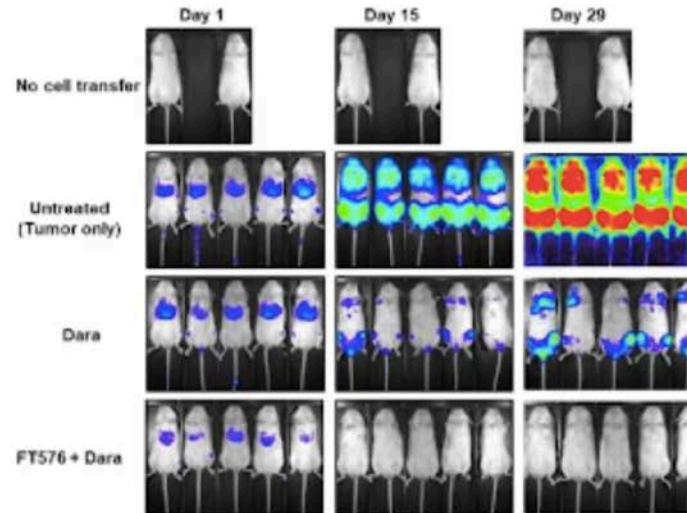 Day 1 Day 15 Day 29
No cell transfer
Untreated
(Tumor only)
Dara
FT576 + Dara